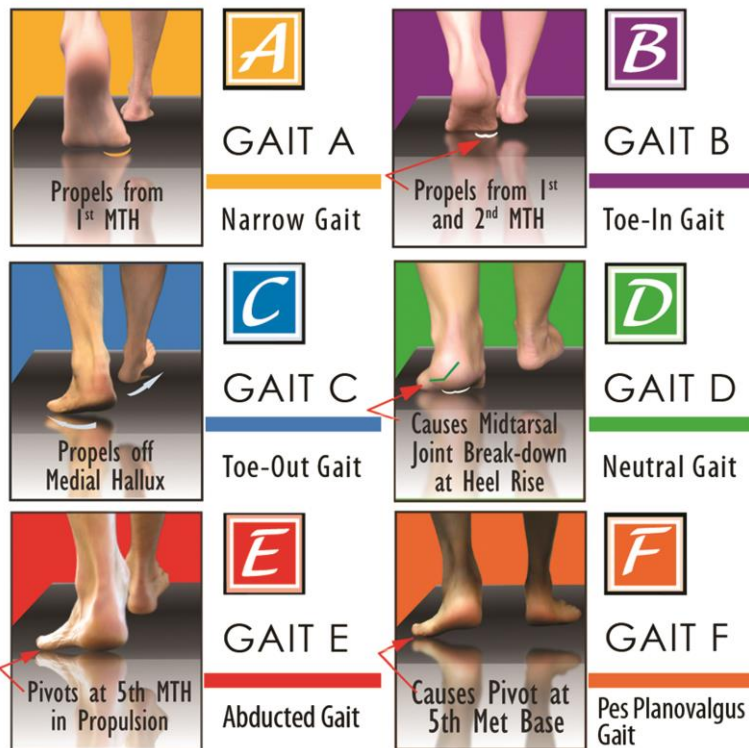 A
GAIT A
Propels from
1st MTH
Narrow Gait
B
GAIT B
Propels from 1st
and 2nd MTH
Toe-In Gait
C
GAIT C
Propels off
Medial Hallux
Toe-Out Gait
D
GAIT D
Causes Midtarsal
Joint Break-down
at Heel Rise
Neutral Gait
E
GAIT E
Pivots at 5th MTH
in Propulsion
Abducted Gait
F
GAIT F
Causes Pivot at
5th Met Base
Pes Planovalgus
Gait